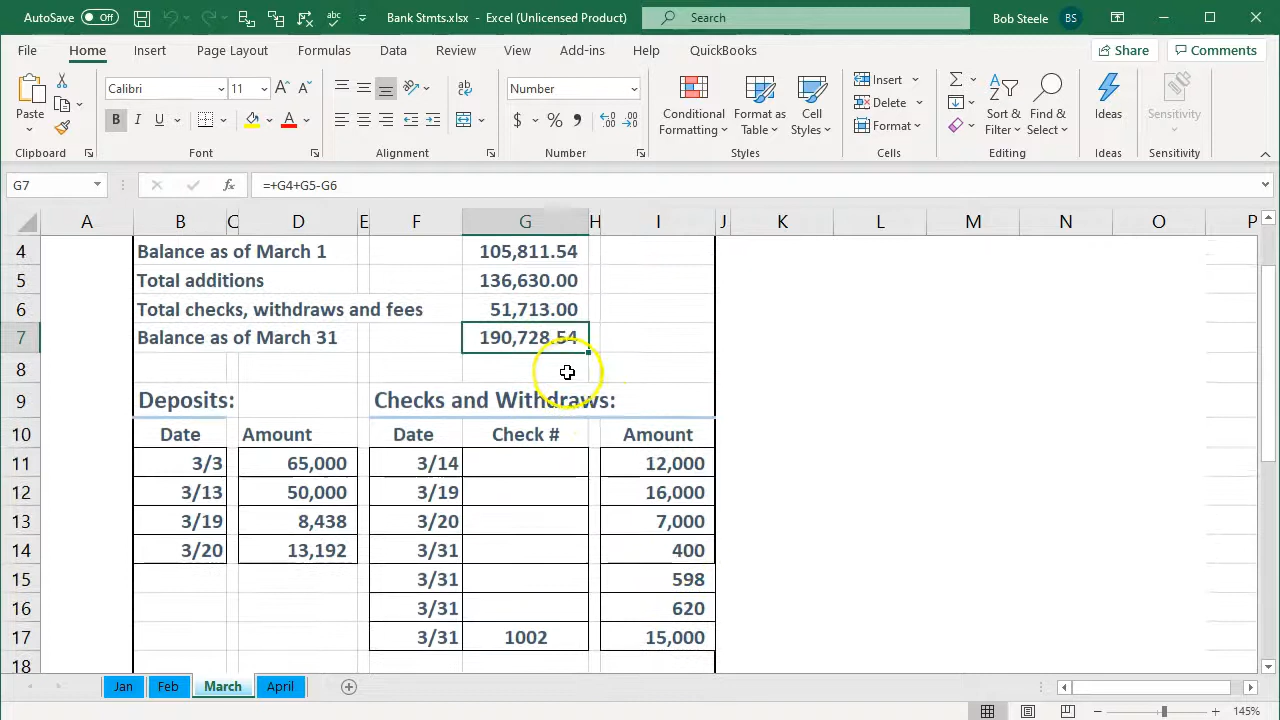 AutoSave Off Bank Stmts.xlsx - Excel (Unlicensed Product) Search Bob Steele BS
File Home Insert Page Layout Formulas Data Review View Add-ins Help QuickBooks Share Comments
Calibri 11 A A Number Insert
Paste B I U A $ % , Conditional Formatting Format as Table Cell Styles Delete Sort & Filter Find & Select Ideas Sensitivity
Format
Clipboard Font Alignment Number Styles Cells Editing Ideas Sensitivity
G7 fx =+G4+G5-G6
A B C D E F G H I J K L M N O P
4 Balance as of March 1 105,811.54
5 Total additions 136,630.00
6 Total checks, withdraws and fees 51,713.00
7 Balance as of March 31 190,728.54
8
9 Deposits: Checks and Withdraws:
10 Date Amount Date Check # Amount
11 3/3 65,000 3/14 12,000
12 3/13 50,000 3/19 16,000
13 3/19 8,438 3/20 7,000
14 3/20 13,192 3/31 400
15 3/31 598
16 3/31 620
17 3/31 1002 15,000
18
Jan Feb March April
145%